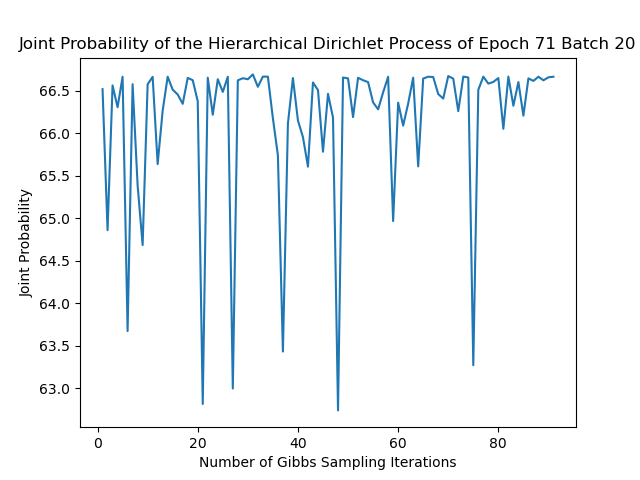 Joint Probability of the Hierarchical Dirichlet Process of Epoch 71 Batch 20
66.5
66.0
65.5
65.0
64.5
64.0
63.5
63.0
Joint Probability
0 20 40 60 80
Number of Gibbs Sampling Iterations